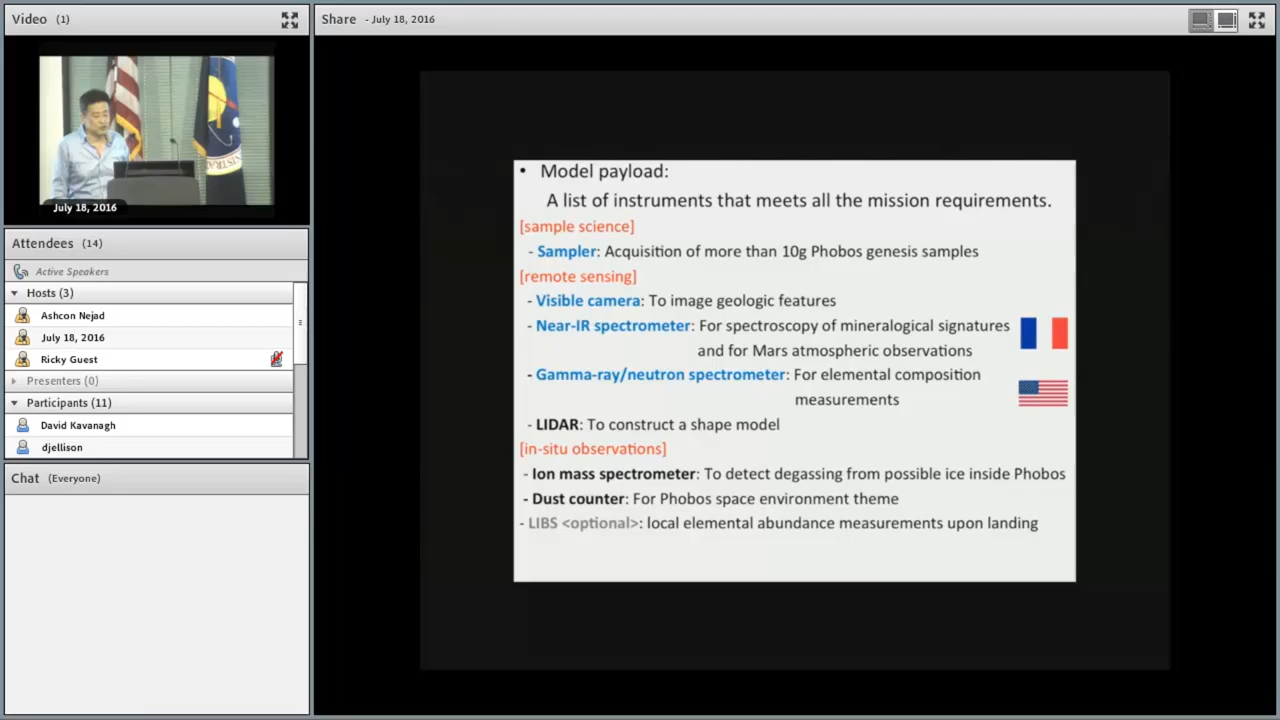 Video (1)
July 18, 2016
Attendees (14)
Active Speakers
Hosts (3)
Ashcon Nejad
July 18, 2016
Ricky Guest
Presenters (0)
Participants (11)
David Kavanagh
djellison
Chat (Everyone)
Share - July 18, 2016
• Model payload:
A list of instruments that meets all the mission requirements.
[sample science]
- Sampler: Acquisition of more than 10g Phobos genesis samples
[remote sensing]
- Visible camera: To image geologic features
- Near-IR spectrometer: For spectroscopy of mineralogical signatures
and for Mars atmospheric observations
- Gamma-ray/neutron spectrometer: For elemental composition
measurements
- LIDAR: To construct a shape model
[in-situ observations]
- Ion mass spectrometer: To detect degassing from possible ice inside Phobos
- Dust counter: For Phobos space environment theme
- LIBS <optional>: local elemental abundance measurements upon landing